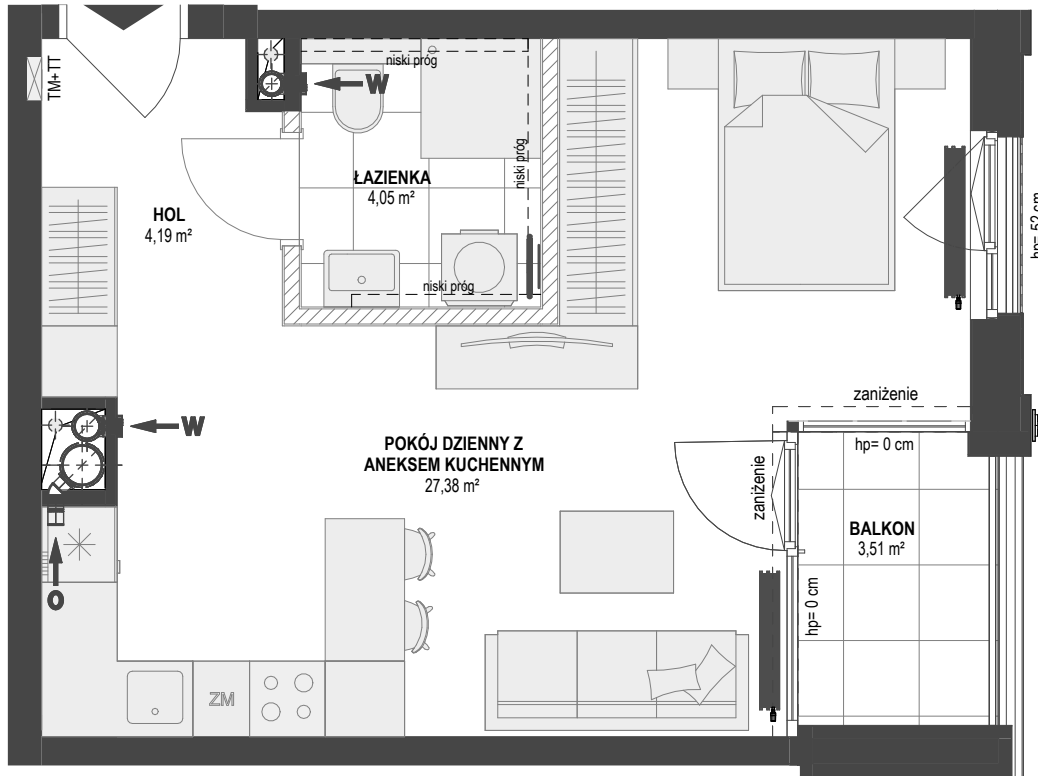 TM+TT
niski próg
W
niski próg
ŁAZIENKA
4,05 m²
HOL
4,19 m²
hp= 52 cm
niski próg
zaniżenie
W
hp= 0 cm
POKÓJ DZIENNY Z
ANEKSEM KUCHENNYM
27,38 m²
zaniżenie
BALKON
3,51 m²
O
hp= 0 cm
ZM